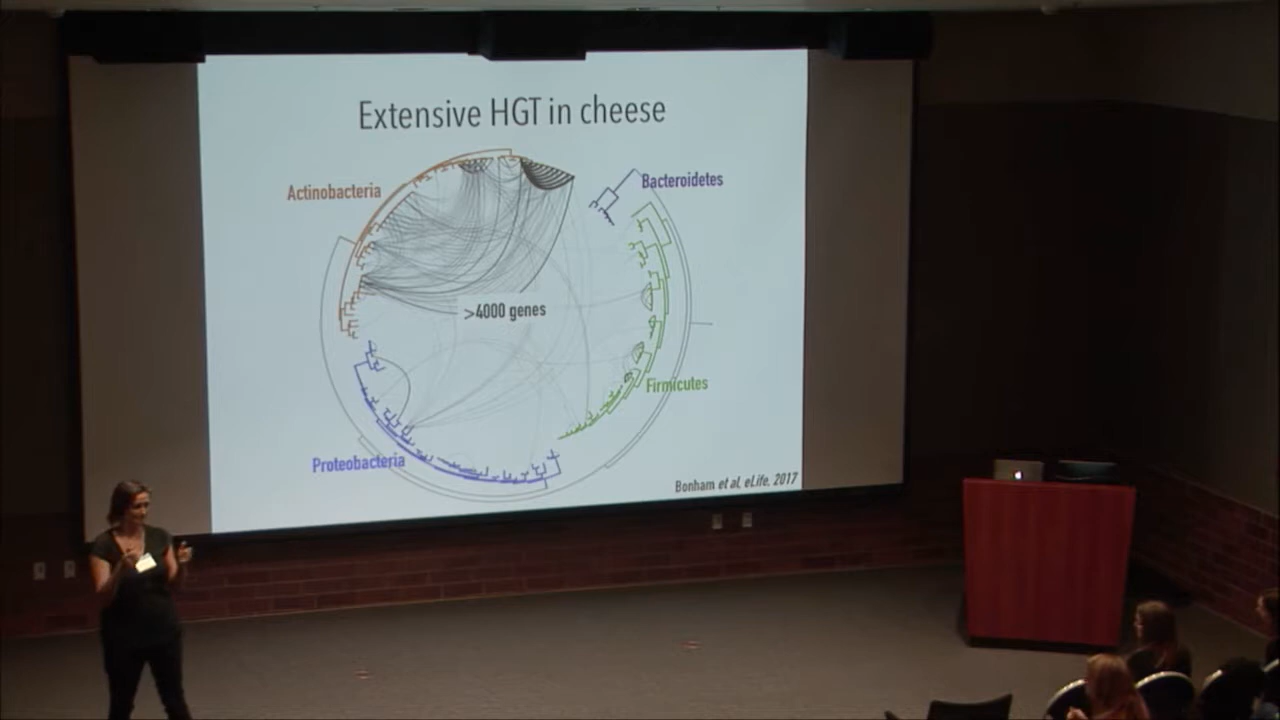 Extensive HGT in cheese
Actinobacteria
Bacteroidetes
>4000 genes
Firmicutes
Proteobacteria
Bonham et al, eLife, 2017